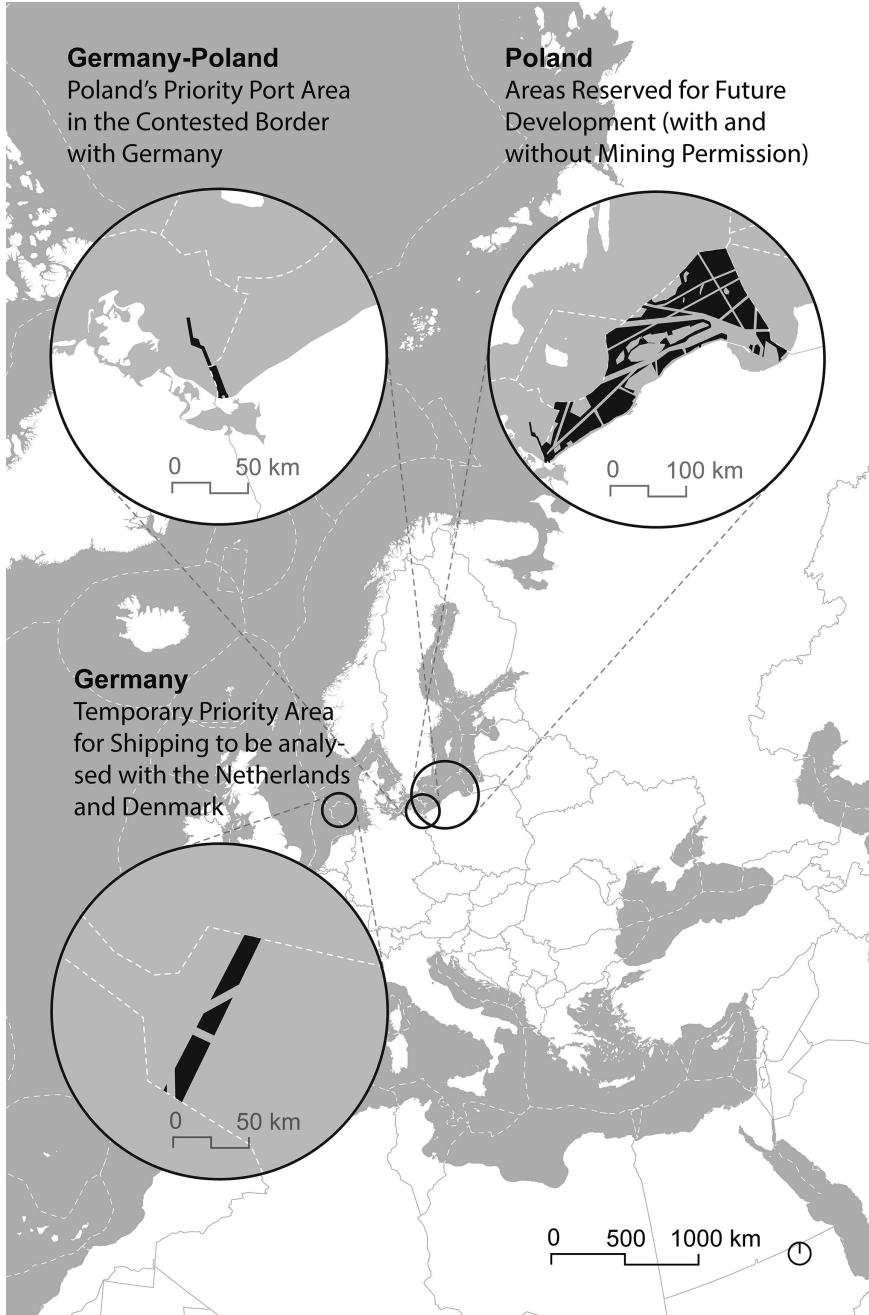 Germany-Poland
Poland's Priority Port Area
in the Contested Border
with Germany
Poland
Areas Reserved for Future
Development (with and
without Mining Permission)
0 50 km
0 100 km
Germany
Temporary Priority Area
for Shipping to be analy-
sed with the Netherlands
and Denmark
0 50 km
0 500 1000 km